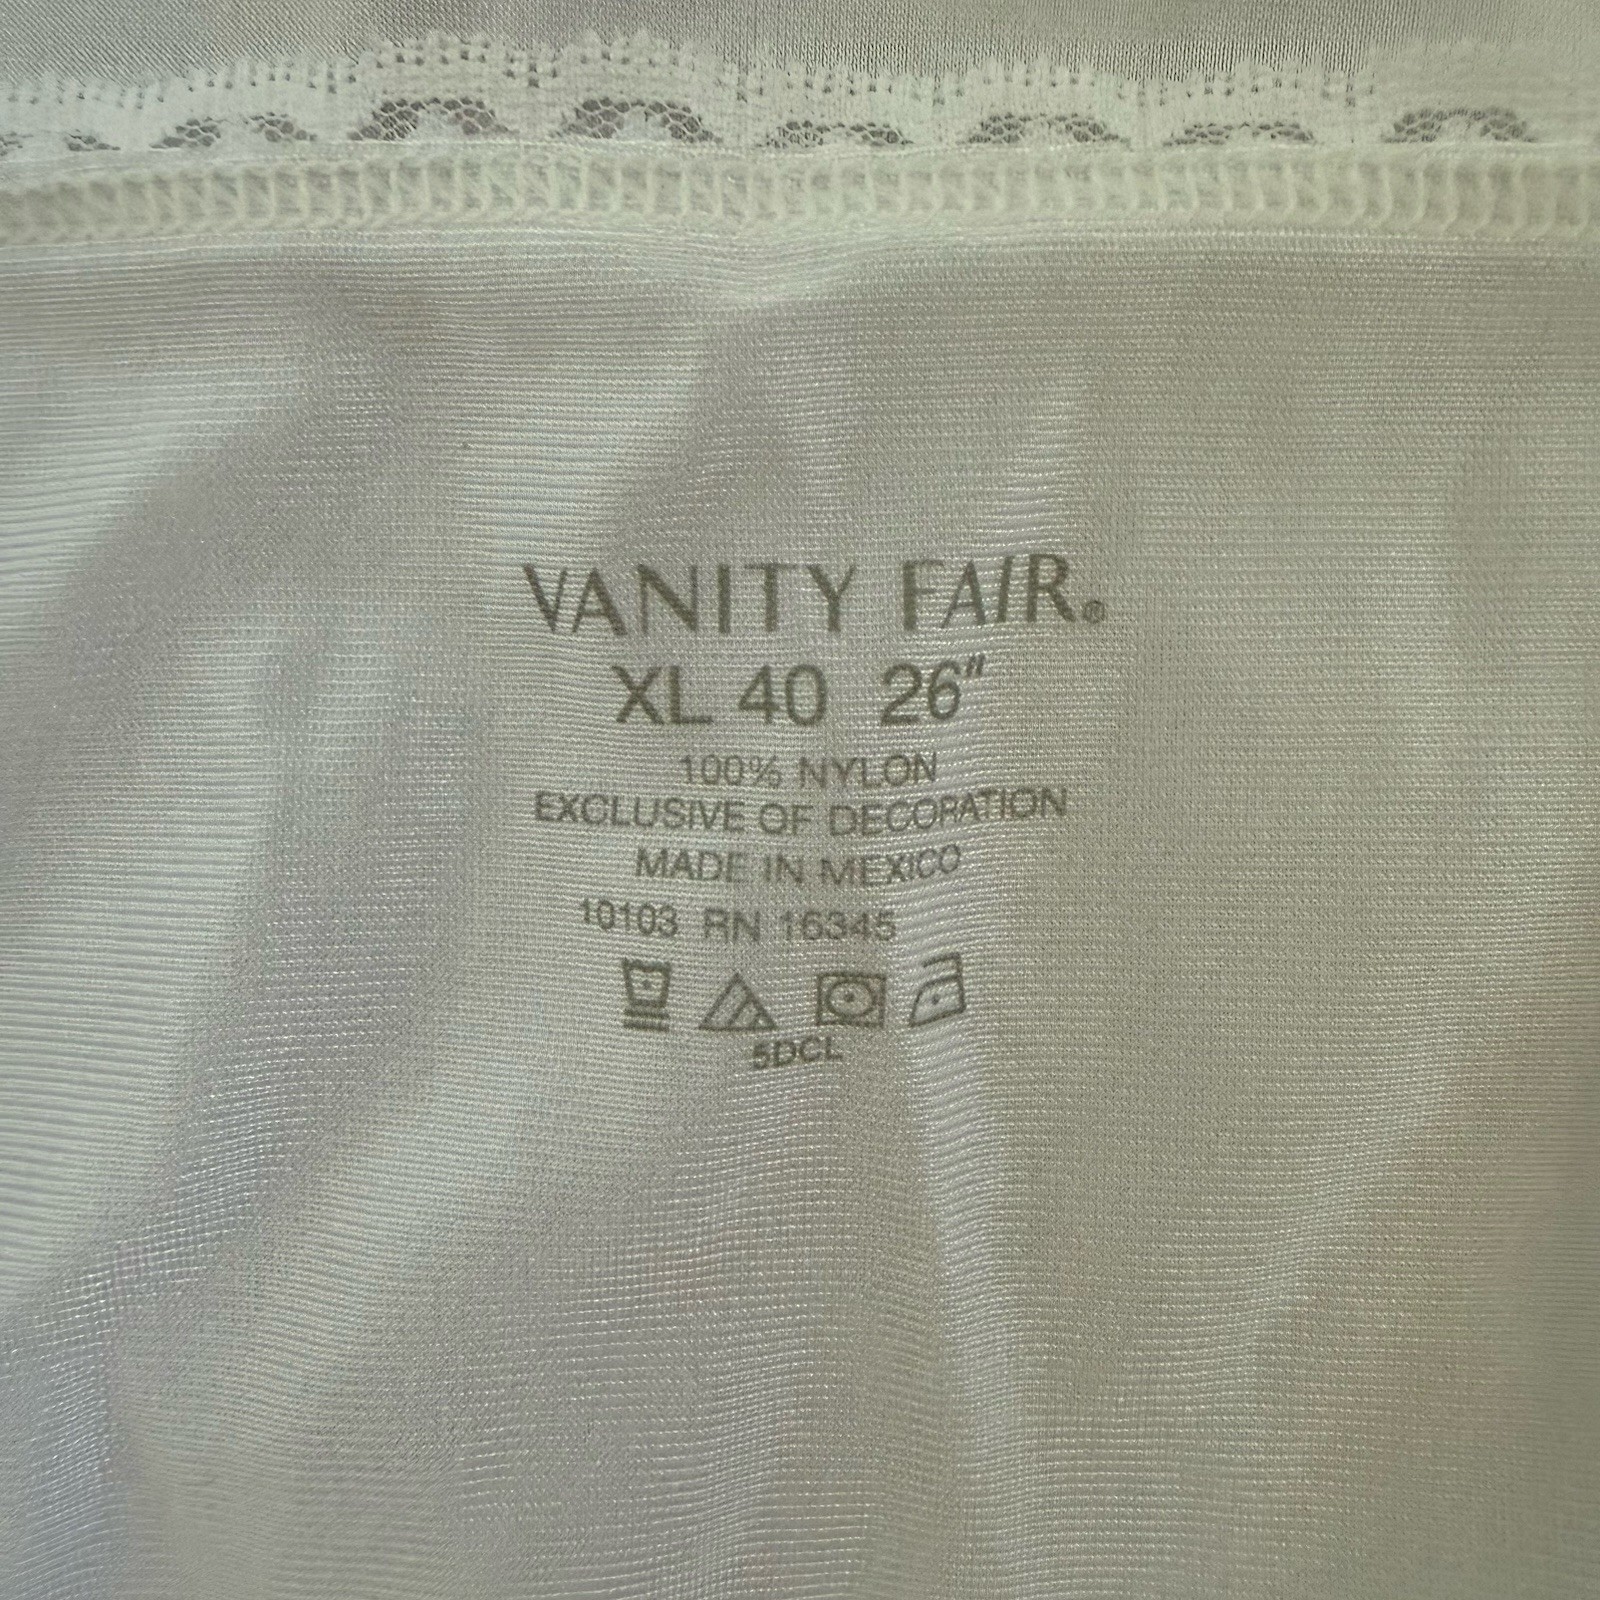 VANITY FAIR®
XL 40 26"
100% NYLON
EXCLUSIVE OF DECORATION
MADE IN MEXICO
10103 RN 16345
5DCL